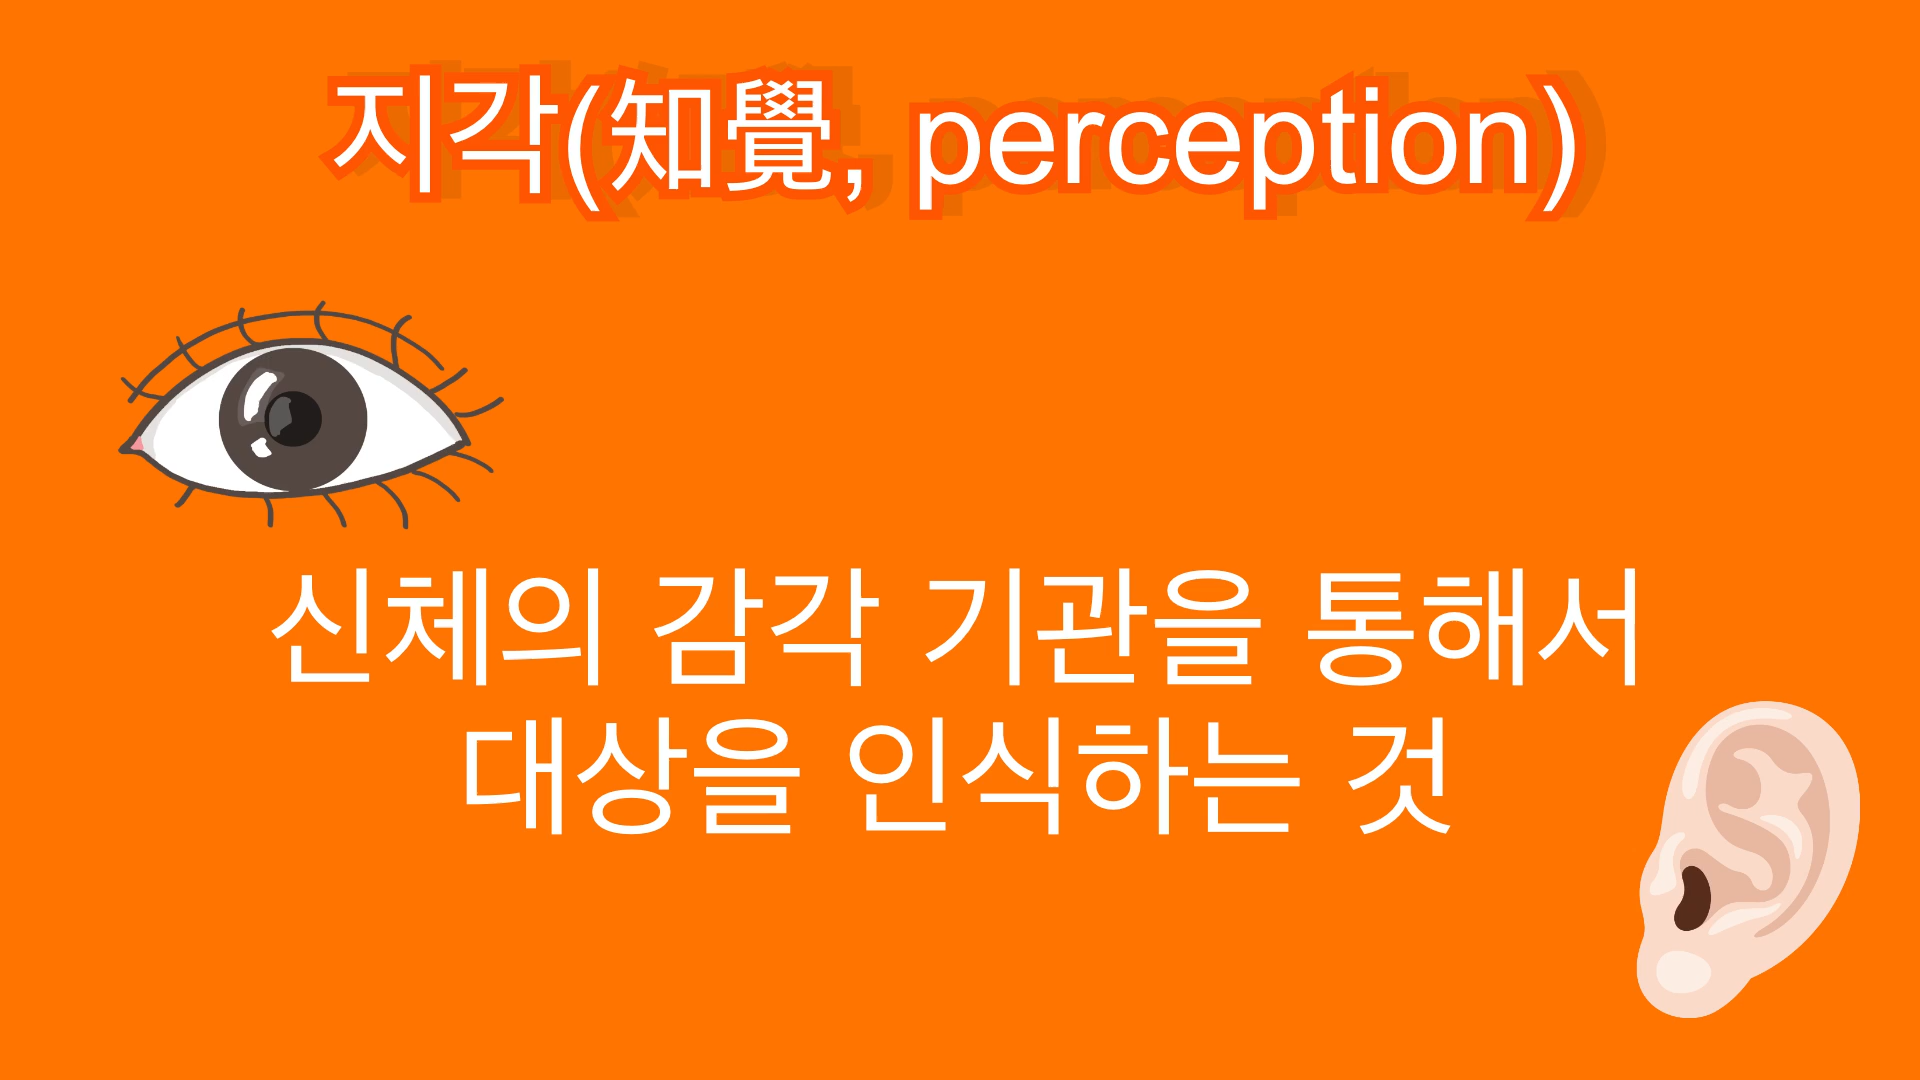 지각(知覺, perception)
신체의 감각 기관을 통해서
대상을 인식하는 것